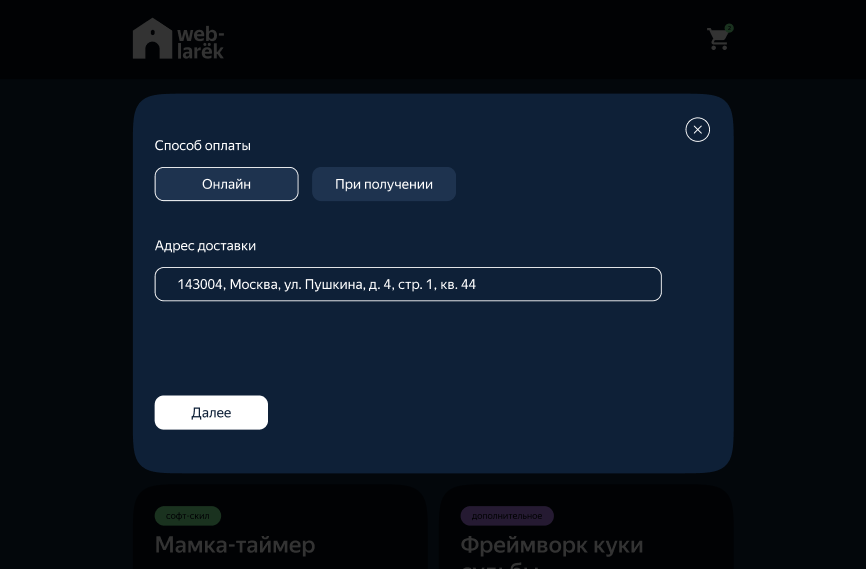 web-
larёk
Способ оплаты
Онлайн
При получении
Адрес доставки
143004, Москва, ул. Пушкина, д. 4, стр. 1, кв. 44
Далее
софт-скил
дополнительное
Мамка-таймер
Фреймворк куки